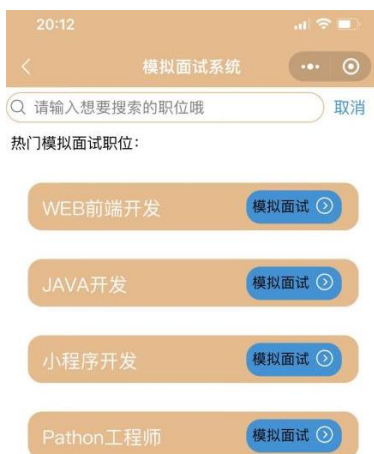 20:12
模拟面试系统
请输入想要搜索的职位哦 取消
热门模拟面试职位：
WEB前端开发 模拟面试
JAVA开发 模拟面试
小程序开发 模拟面试
Pathon工程师 模拟面试